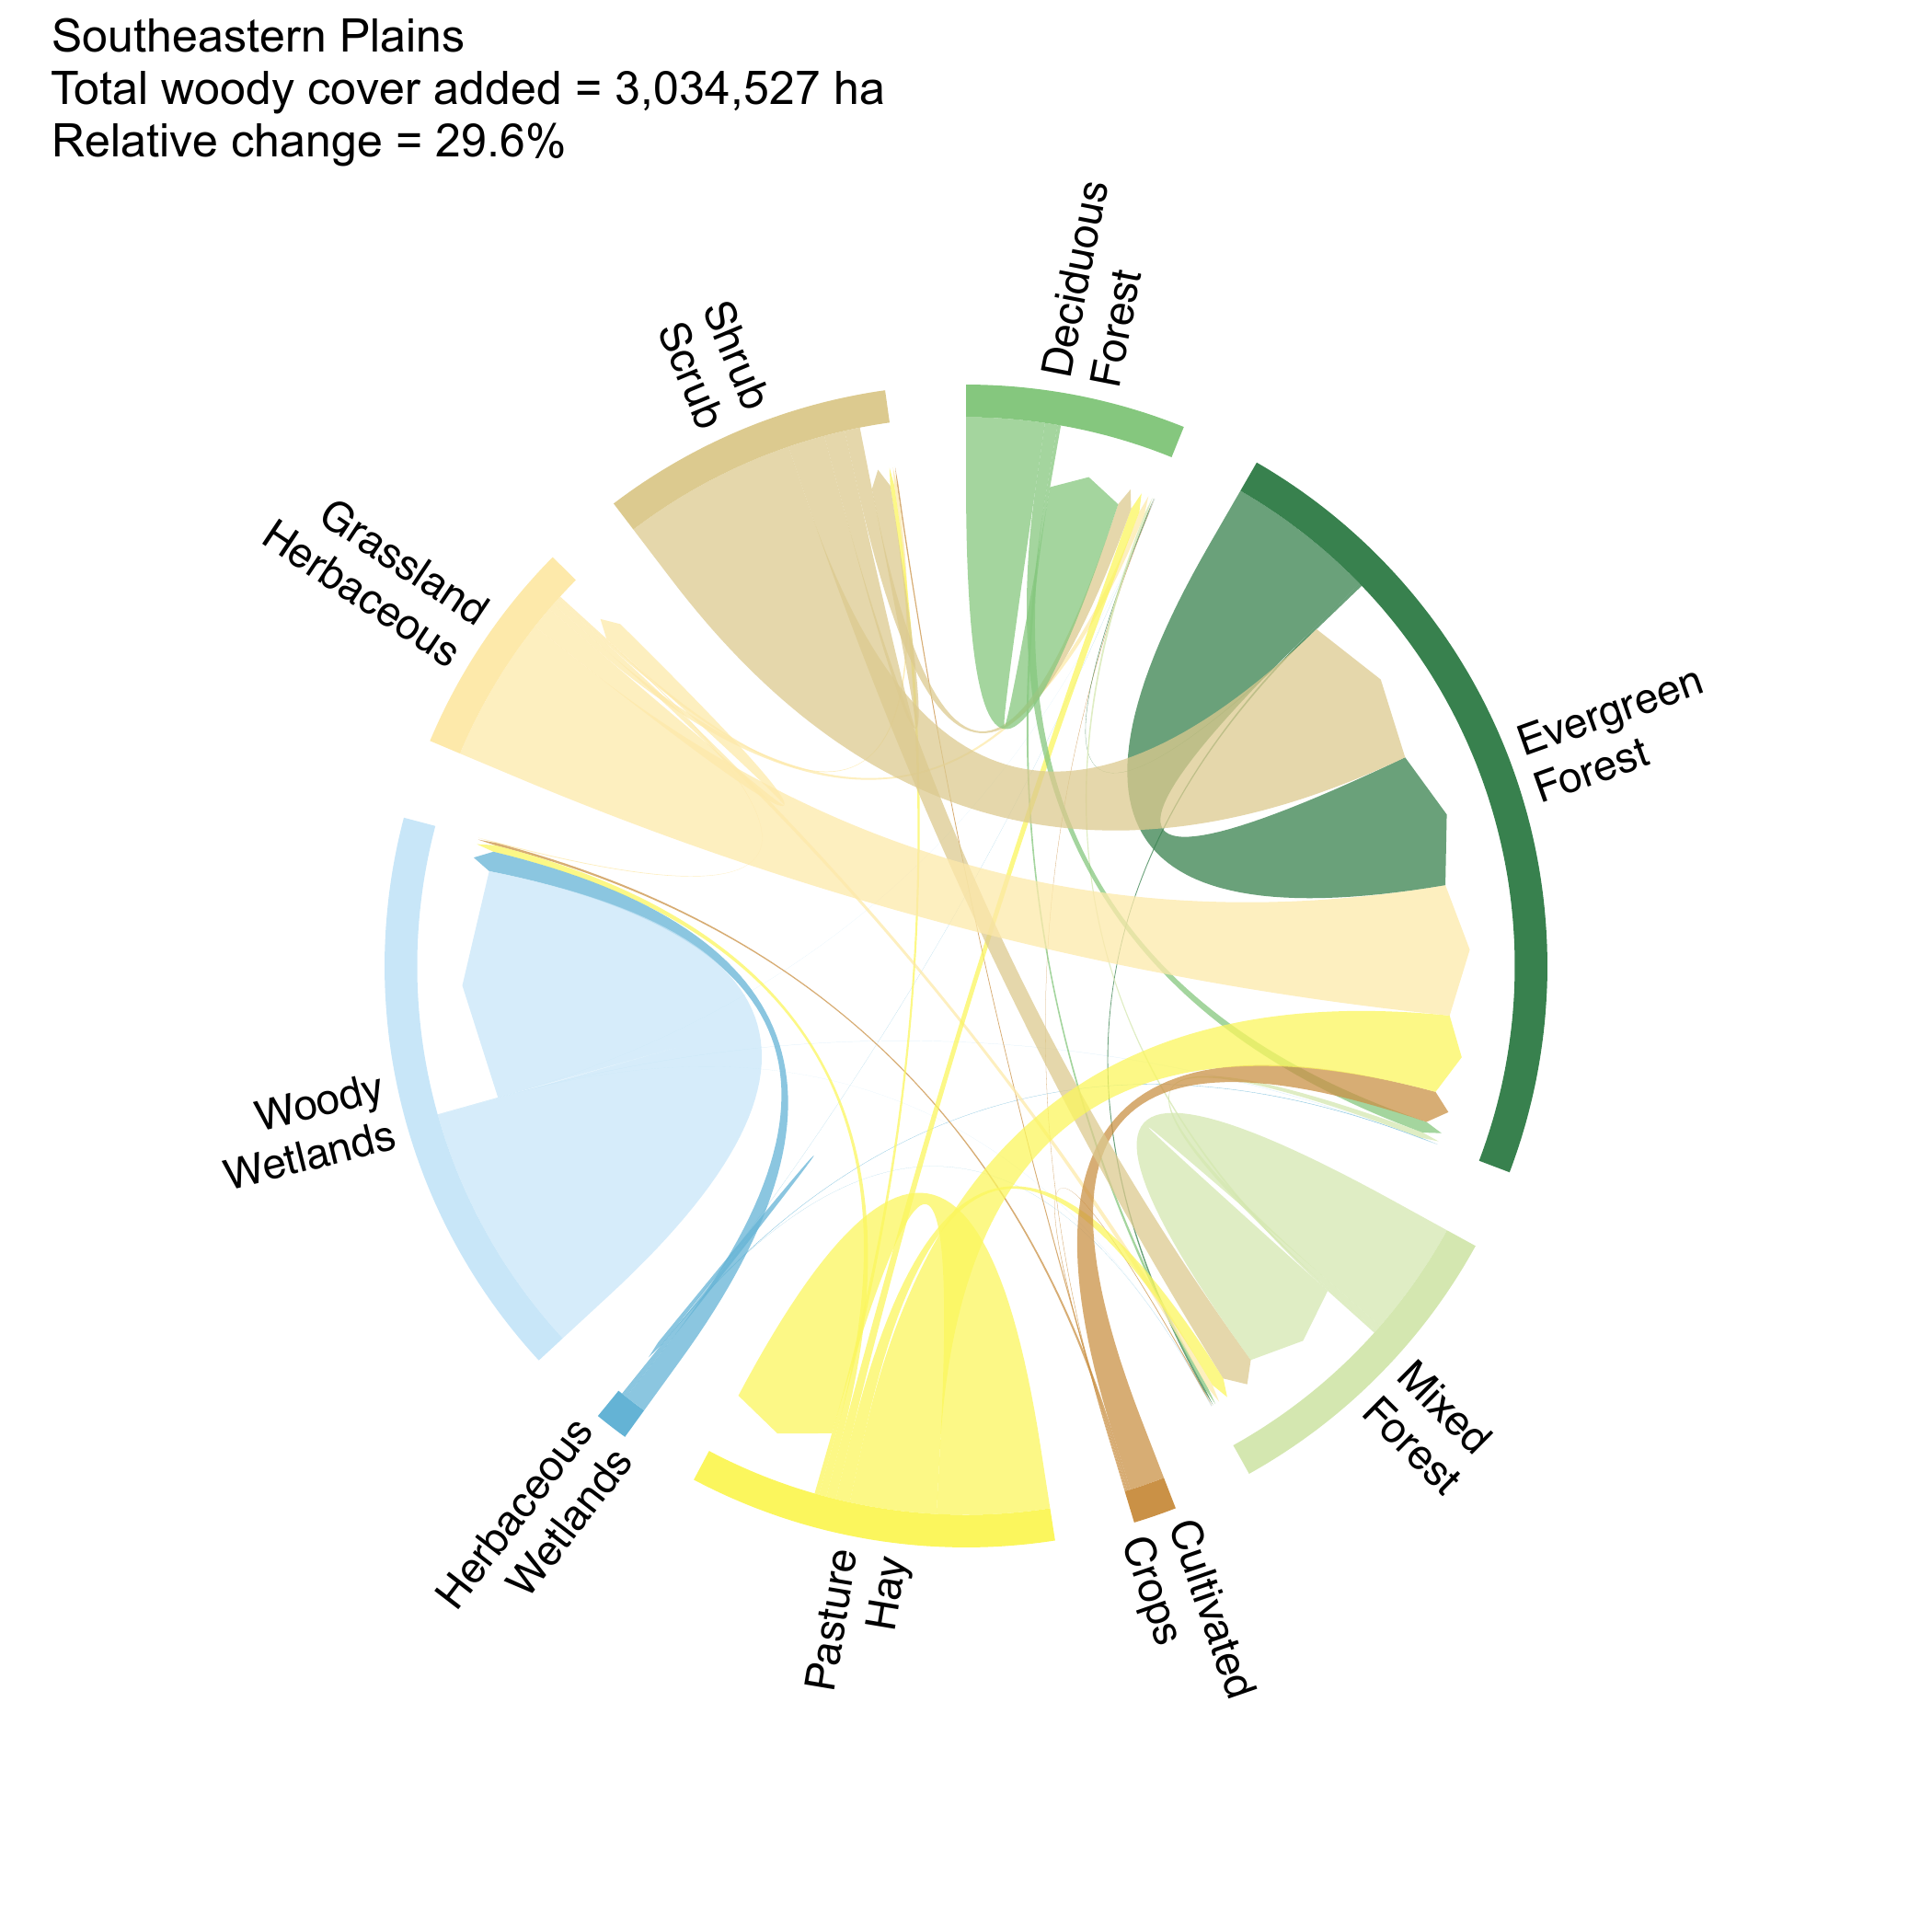 Southeastern Plains
Total woody cover added = 3,034,527 ha
Relative change = 29.6%
Deciduous
Forest
Shrub
Scrub
Grassland
Herbaceous
Evergreen
Forest
Woody
Wetlands
Mixed
Forest
Herbaceous
Wetlands
Pasture
Hay
Cultivated
Crops